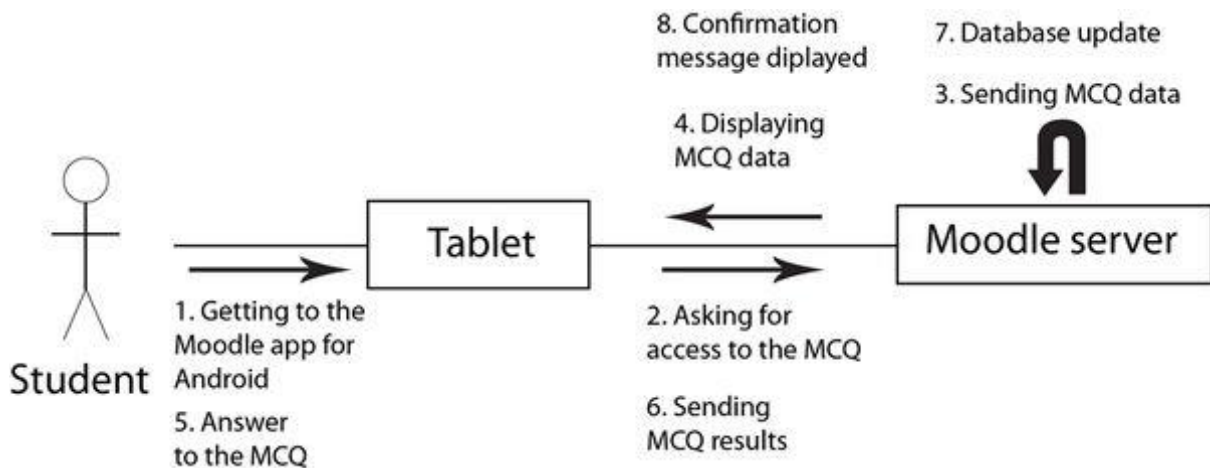 8. Confirmation
message diplayed
7. Database update
3. Sending MCQ data
4. Displaying
MCQ data
Tablet
Moodle server
1. Getting to the
Moodle app for
Android
5. Answer
to the MCQ
2. Asking for
access to the MCQ
6. Sending
MCQ results
Student